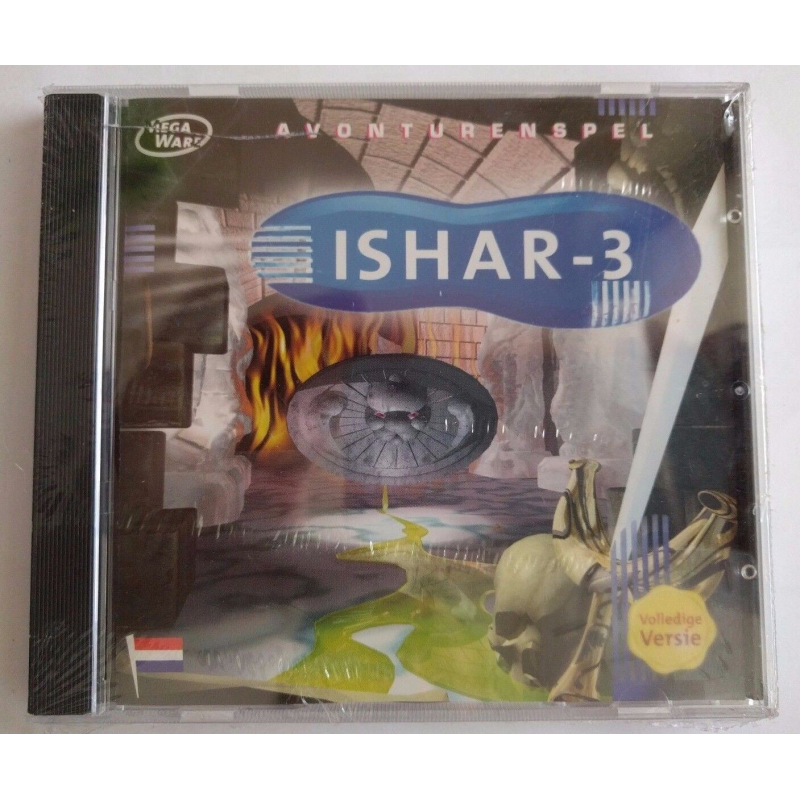 MEGA
WARE
AVONTURENSPEL
ISHAR-3
Volledige
Versie